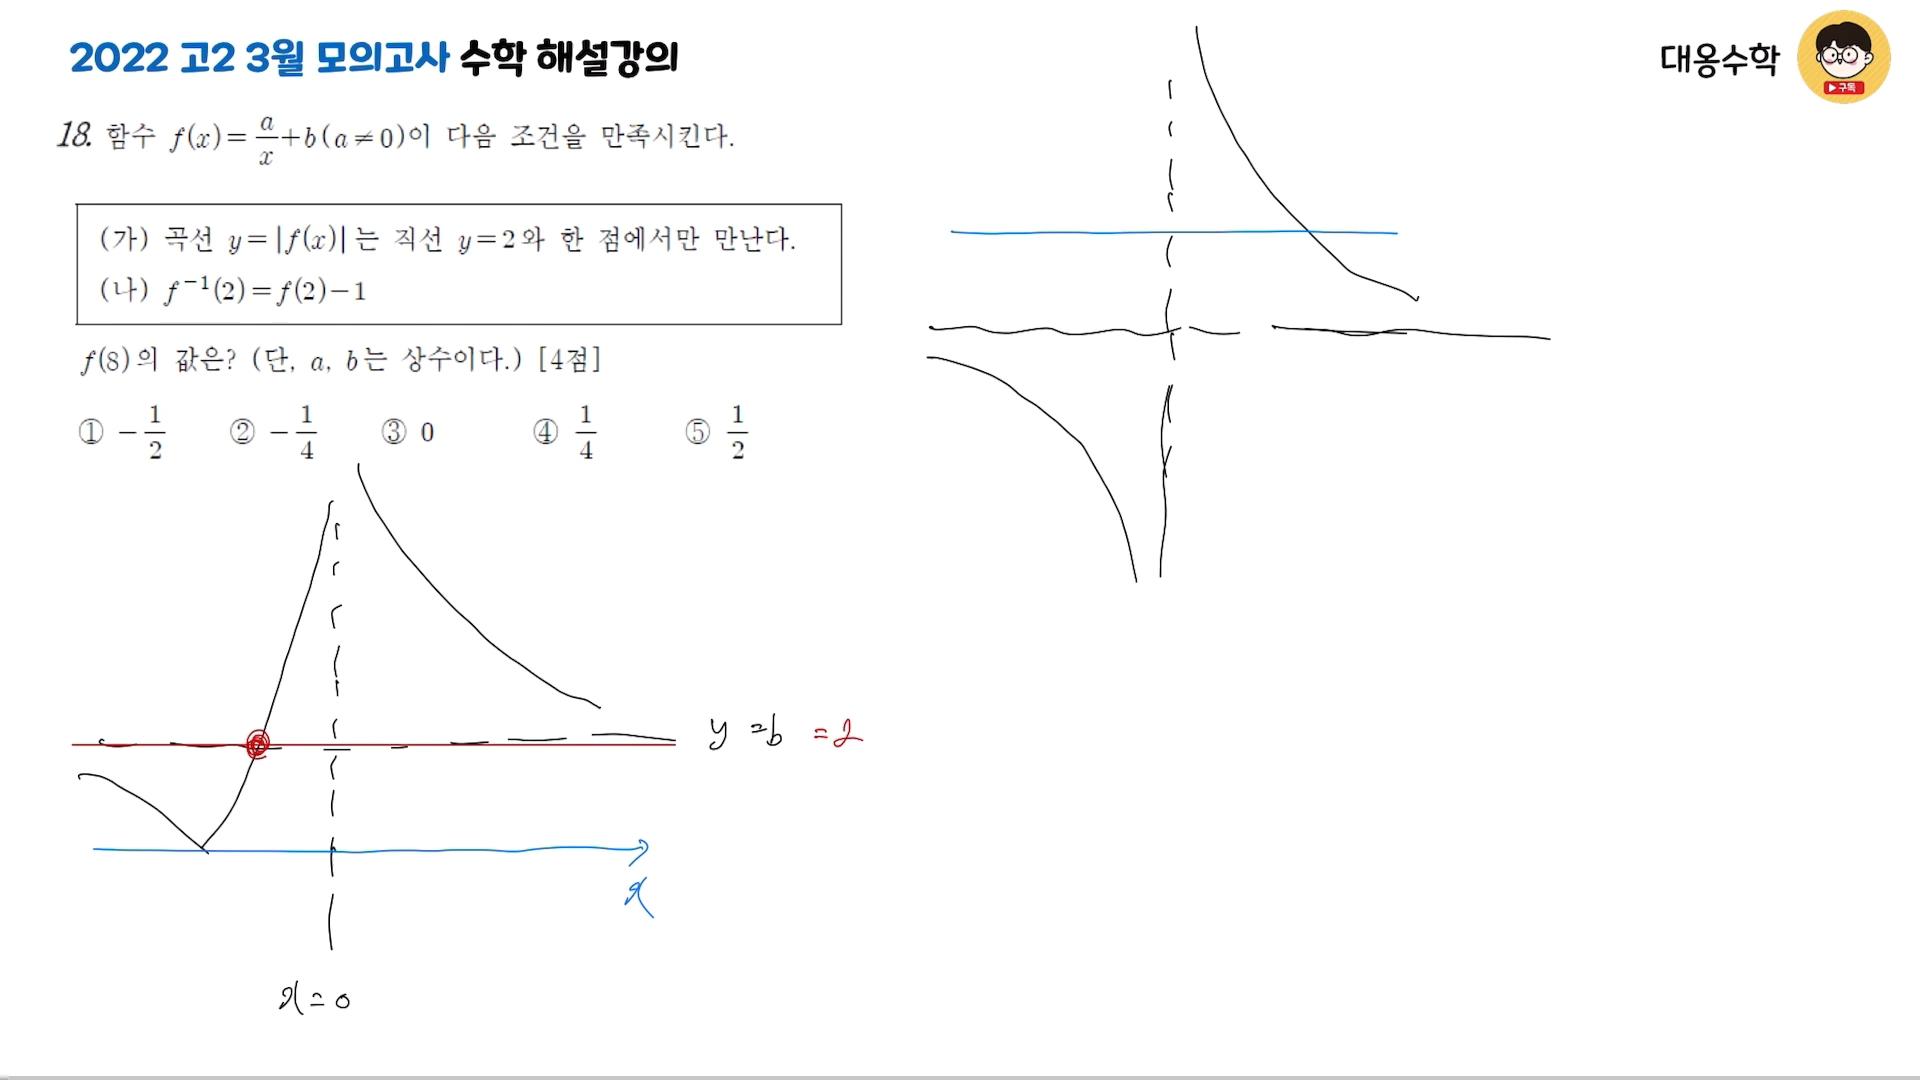 2022 고2 3월 모의고사 수학 해설강의
대웅수학
▶구독
18. 함수 f(x)=a/x+b(a≠0)이 다음 조건을 만족시킨다.
(가) 곡선 y=|f(x)|는 직선 y=2와 한 점에서만 만난다.
(나) f⁻¹(2)=f(2)-1
f(8)의 값은? (단, a, b는 상수이다.) [4점]
① -1/2 ② -1/4 ③ 0 ④ 1/4 ⑤ 1/2
y=b =2
x
x=0